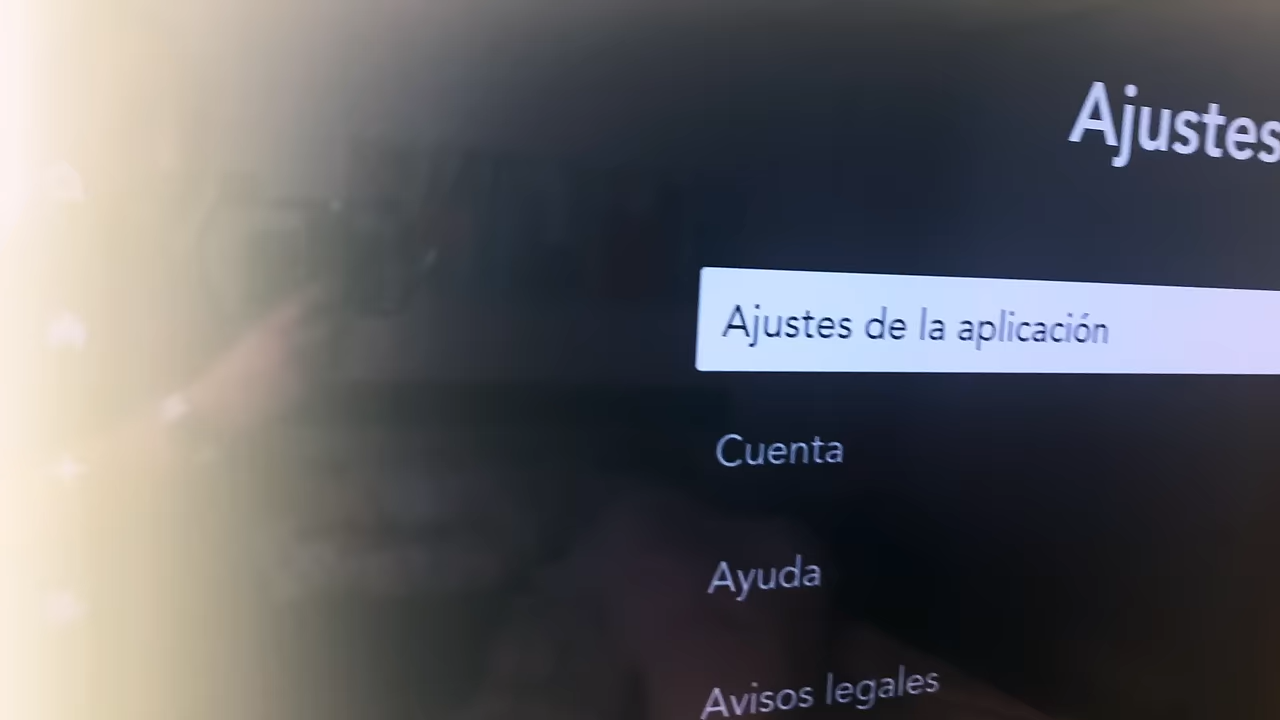 Ajustes
Ajustes de la aplicación
Cuenta
Ayuda
Avisos legales